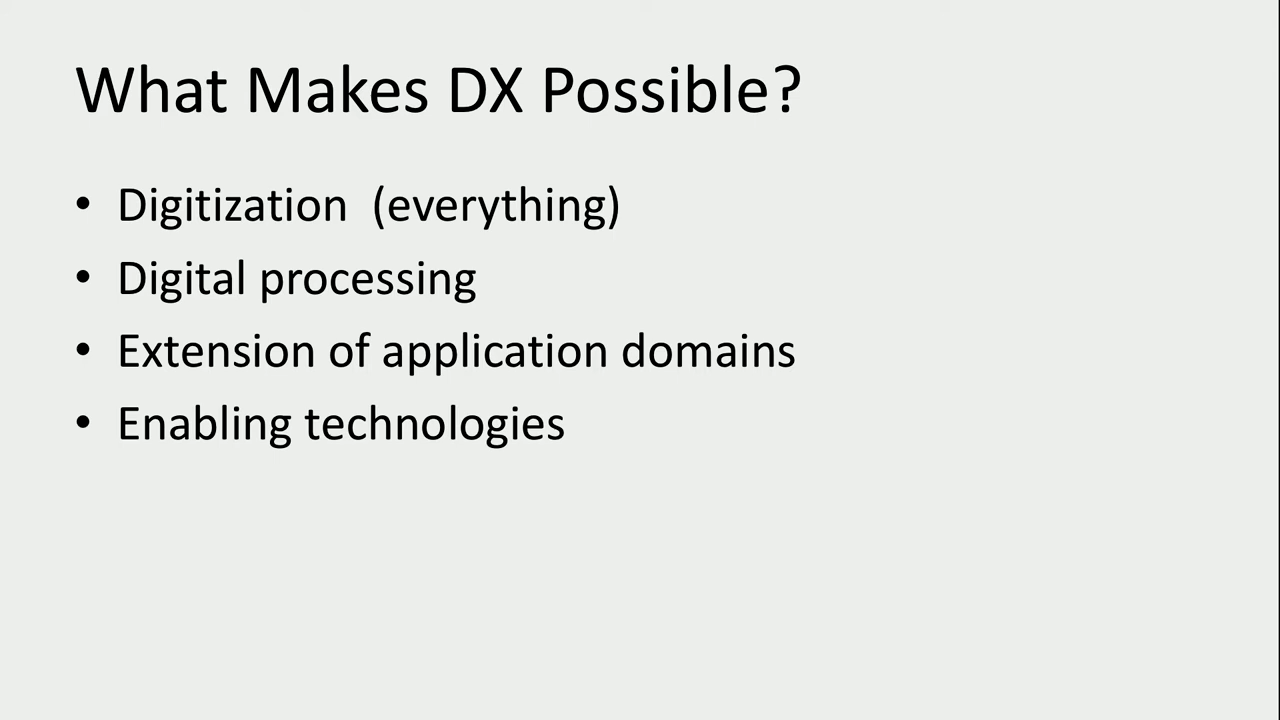 What Makes DX Possible?
• Digitization  (everything)
• Digital processing
• Extension of application domains
• Enabling technologies